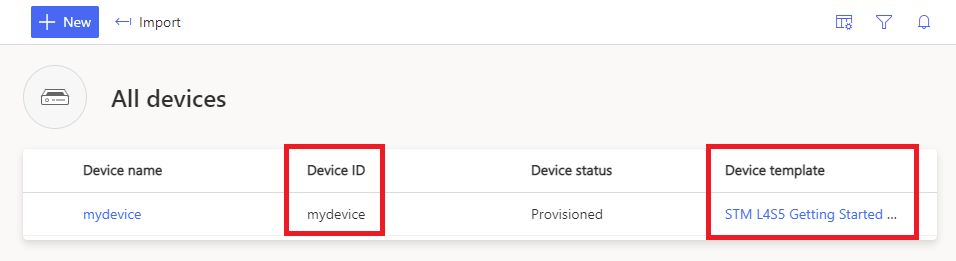 New Import
All devices
Device name Device ID Device status Device template
mydevice mydevice Provisioned STM L4S5 Getting Started ...